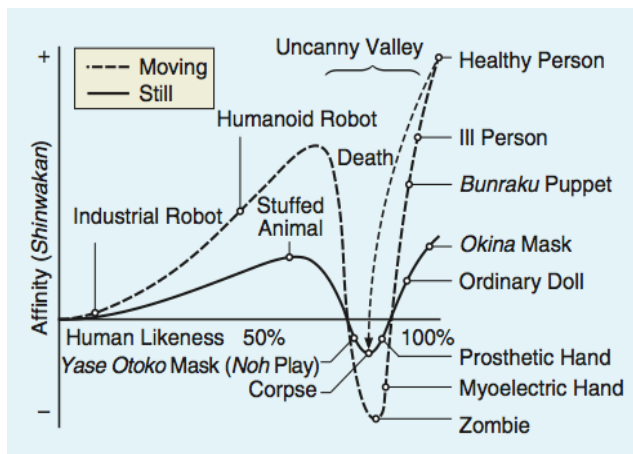 +
Moving
Still
Uncanny Valley
Healthy Person
Humanoid Robot
Death
Ill Person
Bunraku Puppet
Industrial Robot
Stuffed
Animal
Okina Mask
Ordinary Doll
Affinity (Shinwakan)
Human Likeness 50% 100%
Yase Otoko Mask (Noh Play)
Prosthetic Hand
Corpse
Myoelectric Hand
–
Zombie